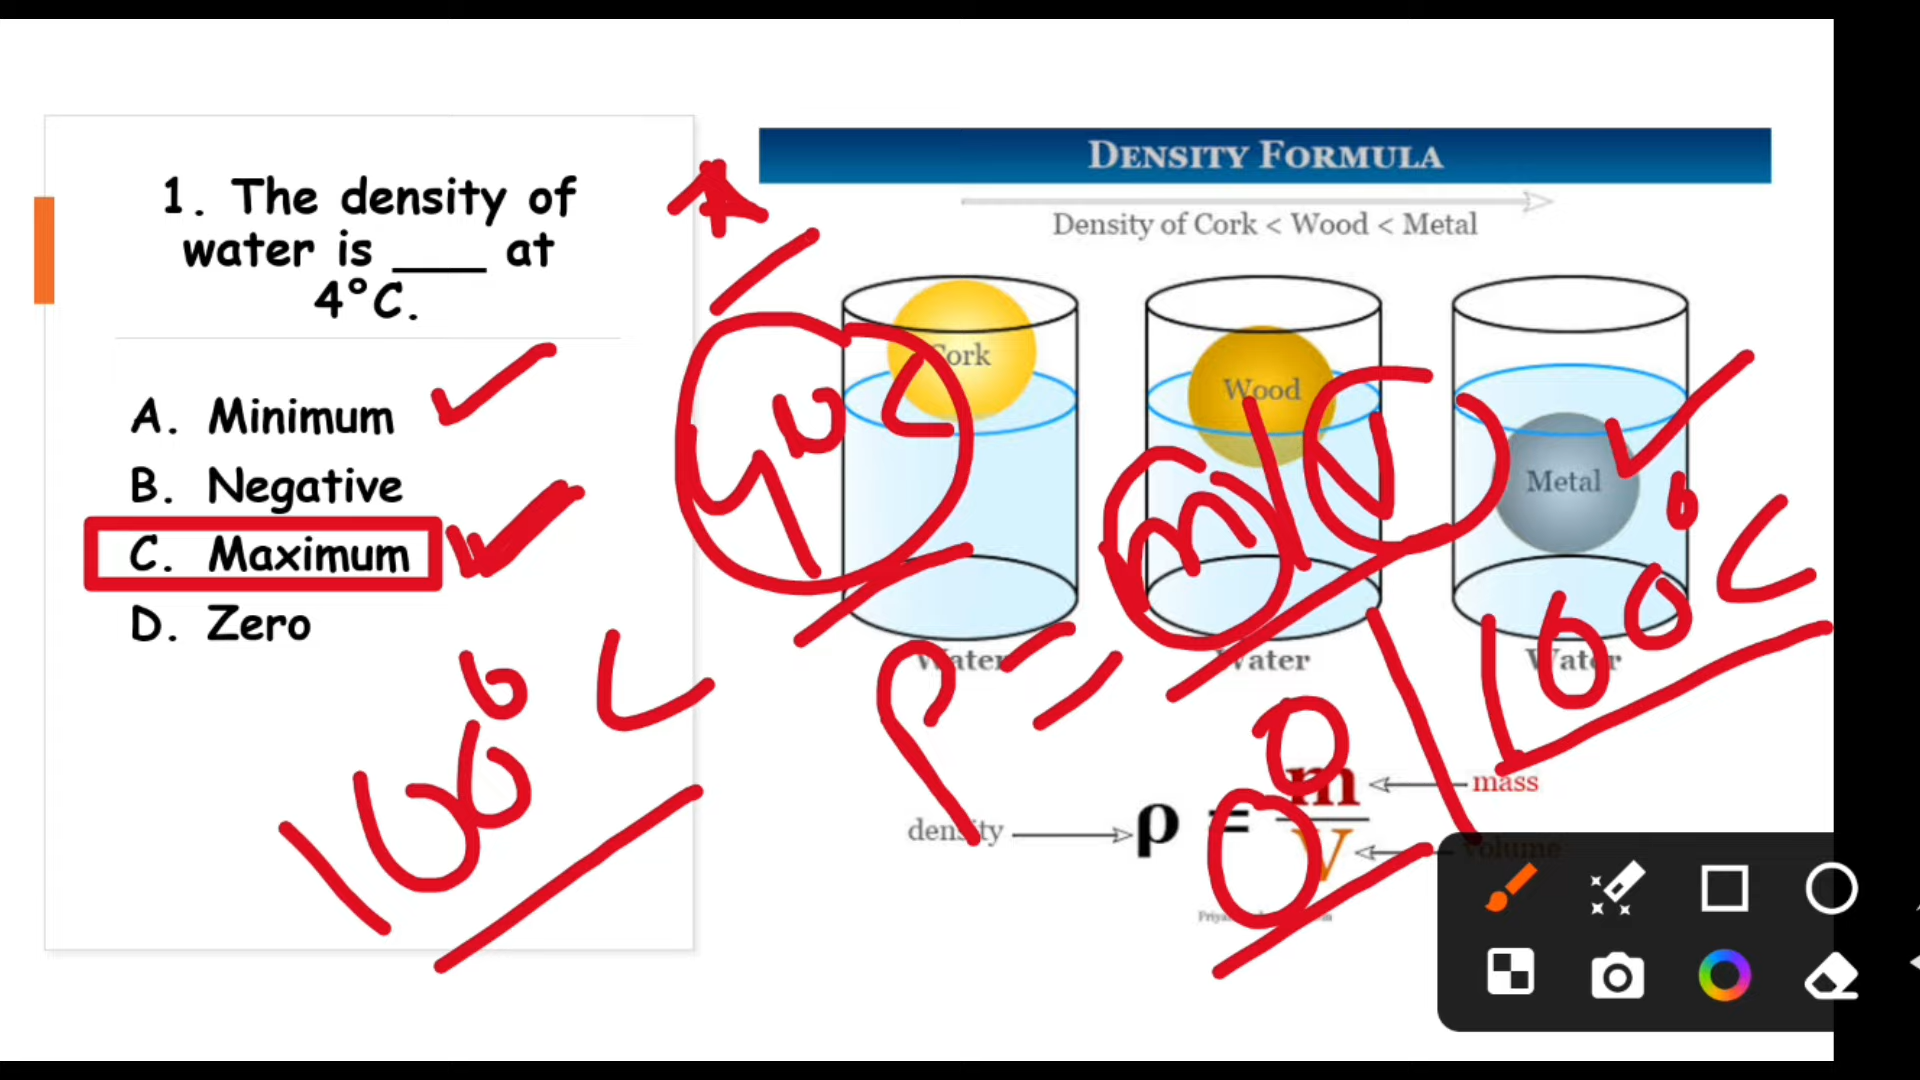 1. The density of
water is ____ at
4°C.
A. Minimum
B. Negative
C. Maximum
D. Zero
100°C
DENSITY FORMULA
Density of Cork < Wood < Metal
4°C
Cork
Wood
Metal
m/V
100°C
Water
Water
Water
ρ =
density
ρ = m
V
mass
volume